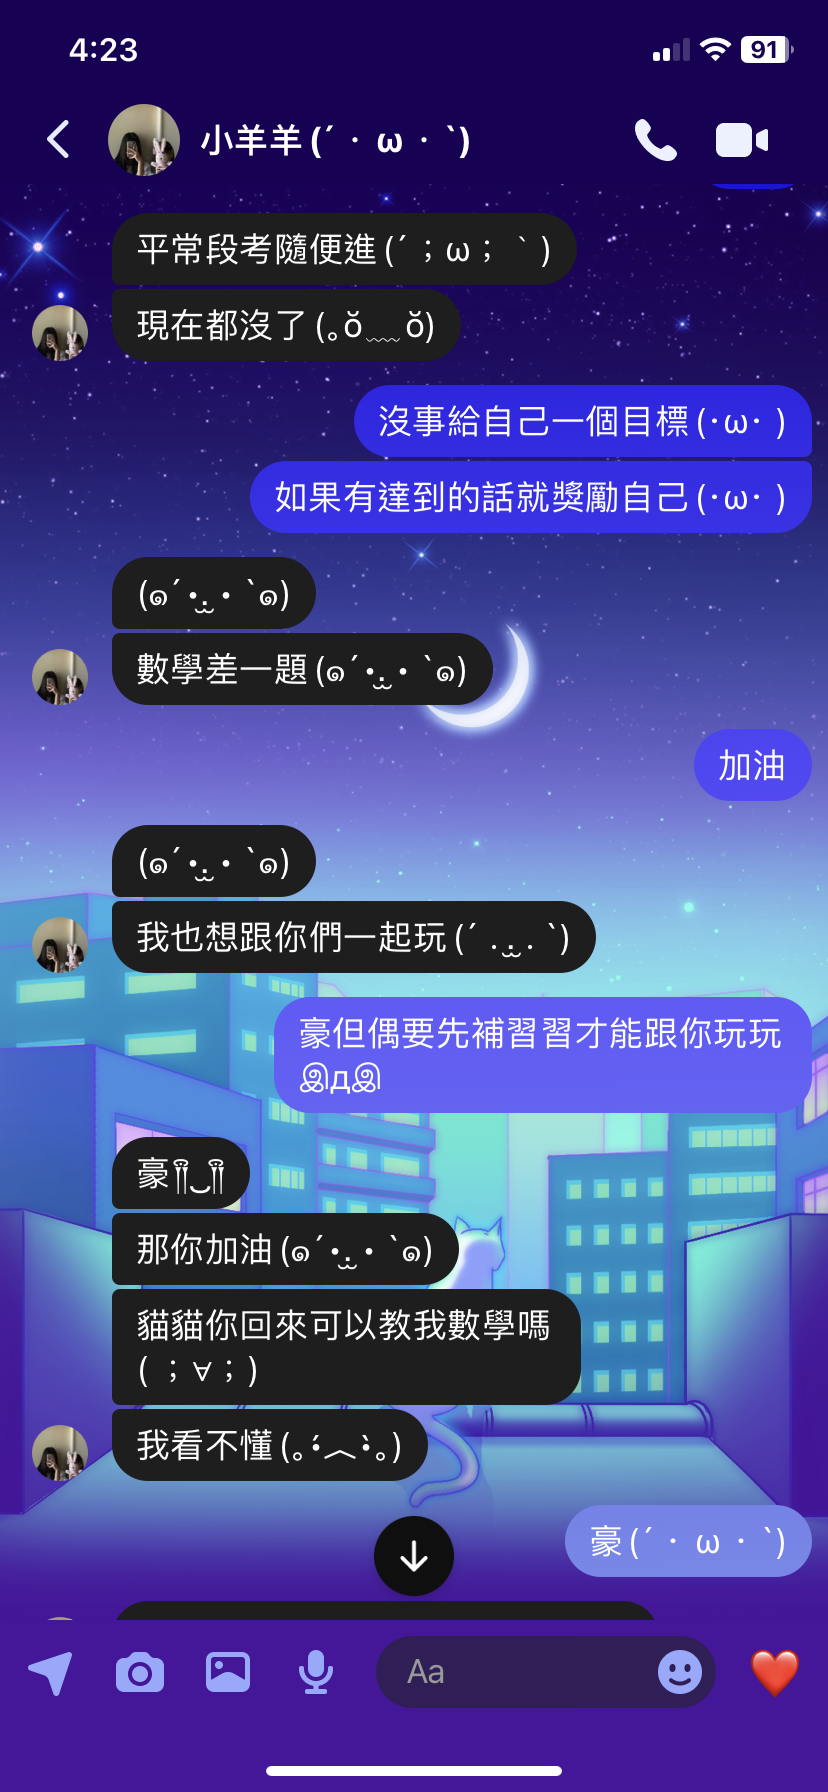 4:23
91
小羊羊 (´・ω・`)
平常段考隨便進 (´；ω；｀)
現在都沒了 (｡ŏ﹏ŏ)
沒事給自己一個目標 (･ω･ )
如果有達到的話就獎勵自己 (･ω･ )
(๑´•.̫ • `๑)
數學差一題 (๑´•.̫ • `๑)
加油
(๑´•.̫ • `๑)
我也想跟你們一起玩 (´ .̫.̫. `)
豪但偶要先補習習才能跟你玩玩
இдஇ
豪༎ຶ‿༎ຶ
那你加油 (๑´•.̫ • `๑)
貓貓你回來可以教我數學嗎
( ；∀；)
我看不懂 (｡•́︿•̀｡)
豪 (´・ω・`)
Aa